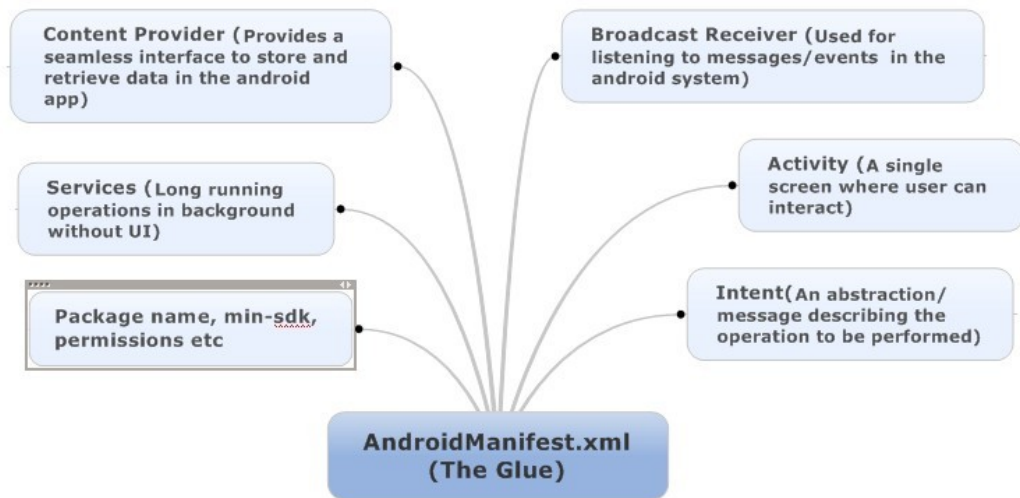 Content Provider (Provides a
seamless interface to store and
retrieve data in the android
app)
Broadcast Receiver (Used for
listening to messages/events in the
android system)
Services (Long running
operations in background
without UI)
Activity (A single
screen where user can
interact)
Package name, min-sdk,
permissions etc
Intent(An abstraction/
message describing the
operation to be performed)
AndroidManifest.xml
(The Glue)